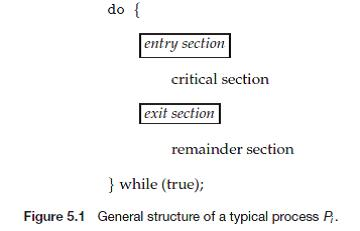 do {
entry section
critical section
exit section
remainder section
} while (true);
Figure 5.1 General structure of a typical process Pi.